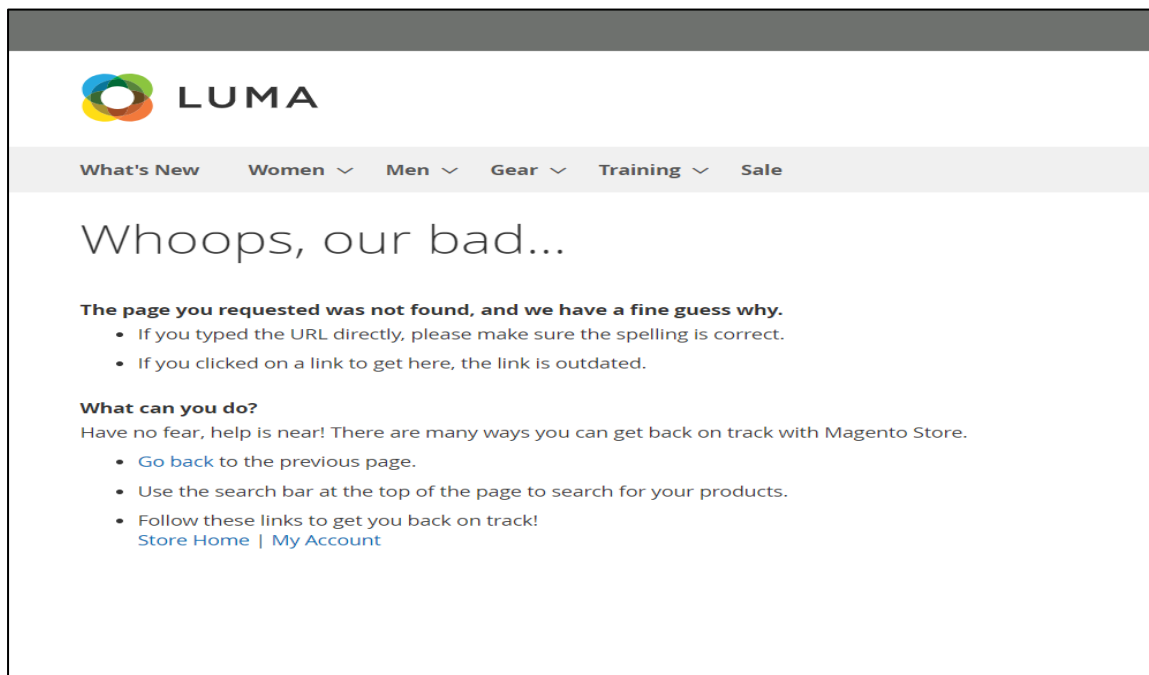 LUMA
What's New Women Men Gear Training Sale
Whoops, our bad...
The page you requested was not found, and we have a fine guess why.
• If you typed the URL directly, please make sure the spelling is correct.
• If you clicked on a link to get here, the link is outdated.
What can you do?
Have no fear, help is near! There are many ways you can get back on track with Magento Store.
• Go back to the previous page.
• Use the search bar at the top of the page to search for your products.
• Follow these links to get you back on track!
Store Home | My Account